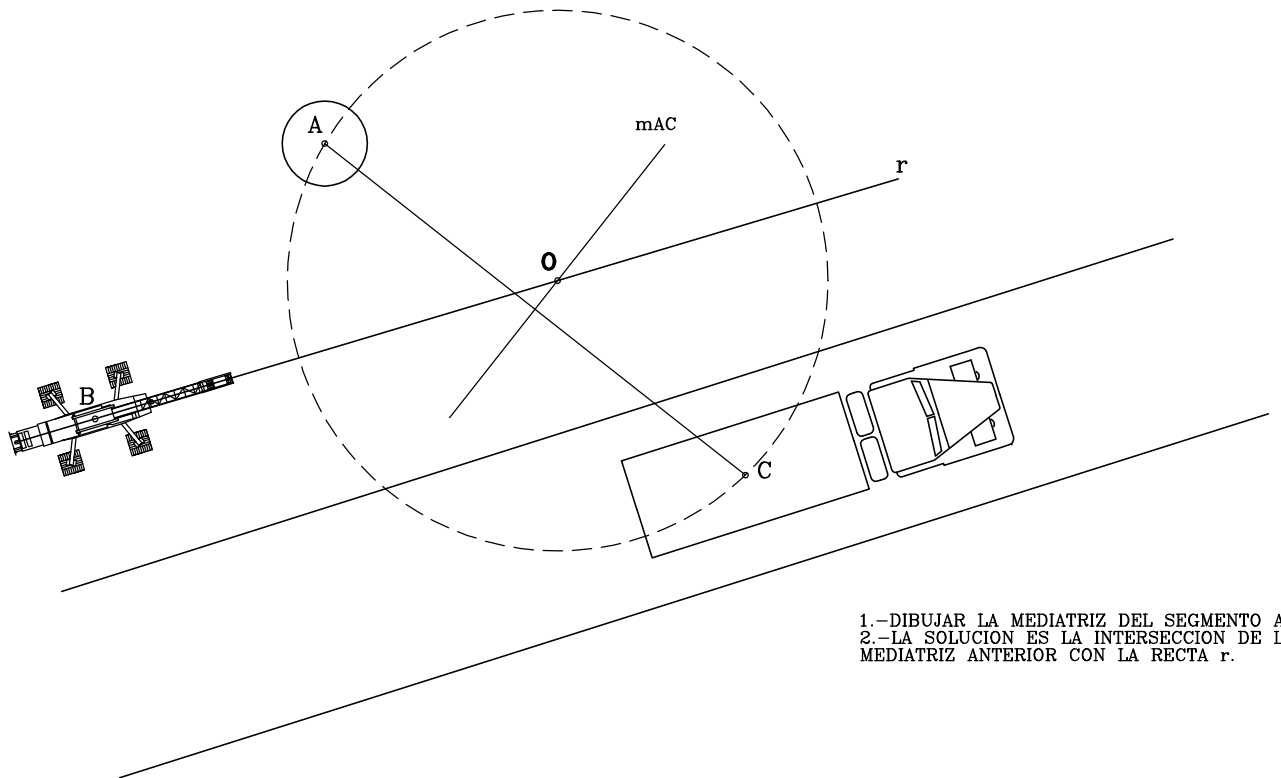 mAC
A
r
O
B
C
1.-DIBUJAR LA MEDIATRIZ DEL SEGMENTO A
2.-LA SOLUCION ES LA INTERSECCION DE L
MEDIATRIZ ANTERIOR CON LA RECTA r.